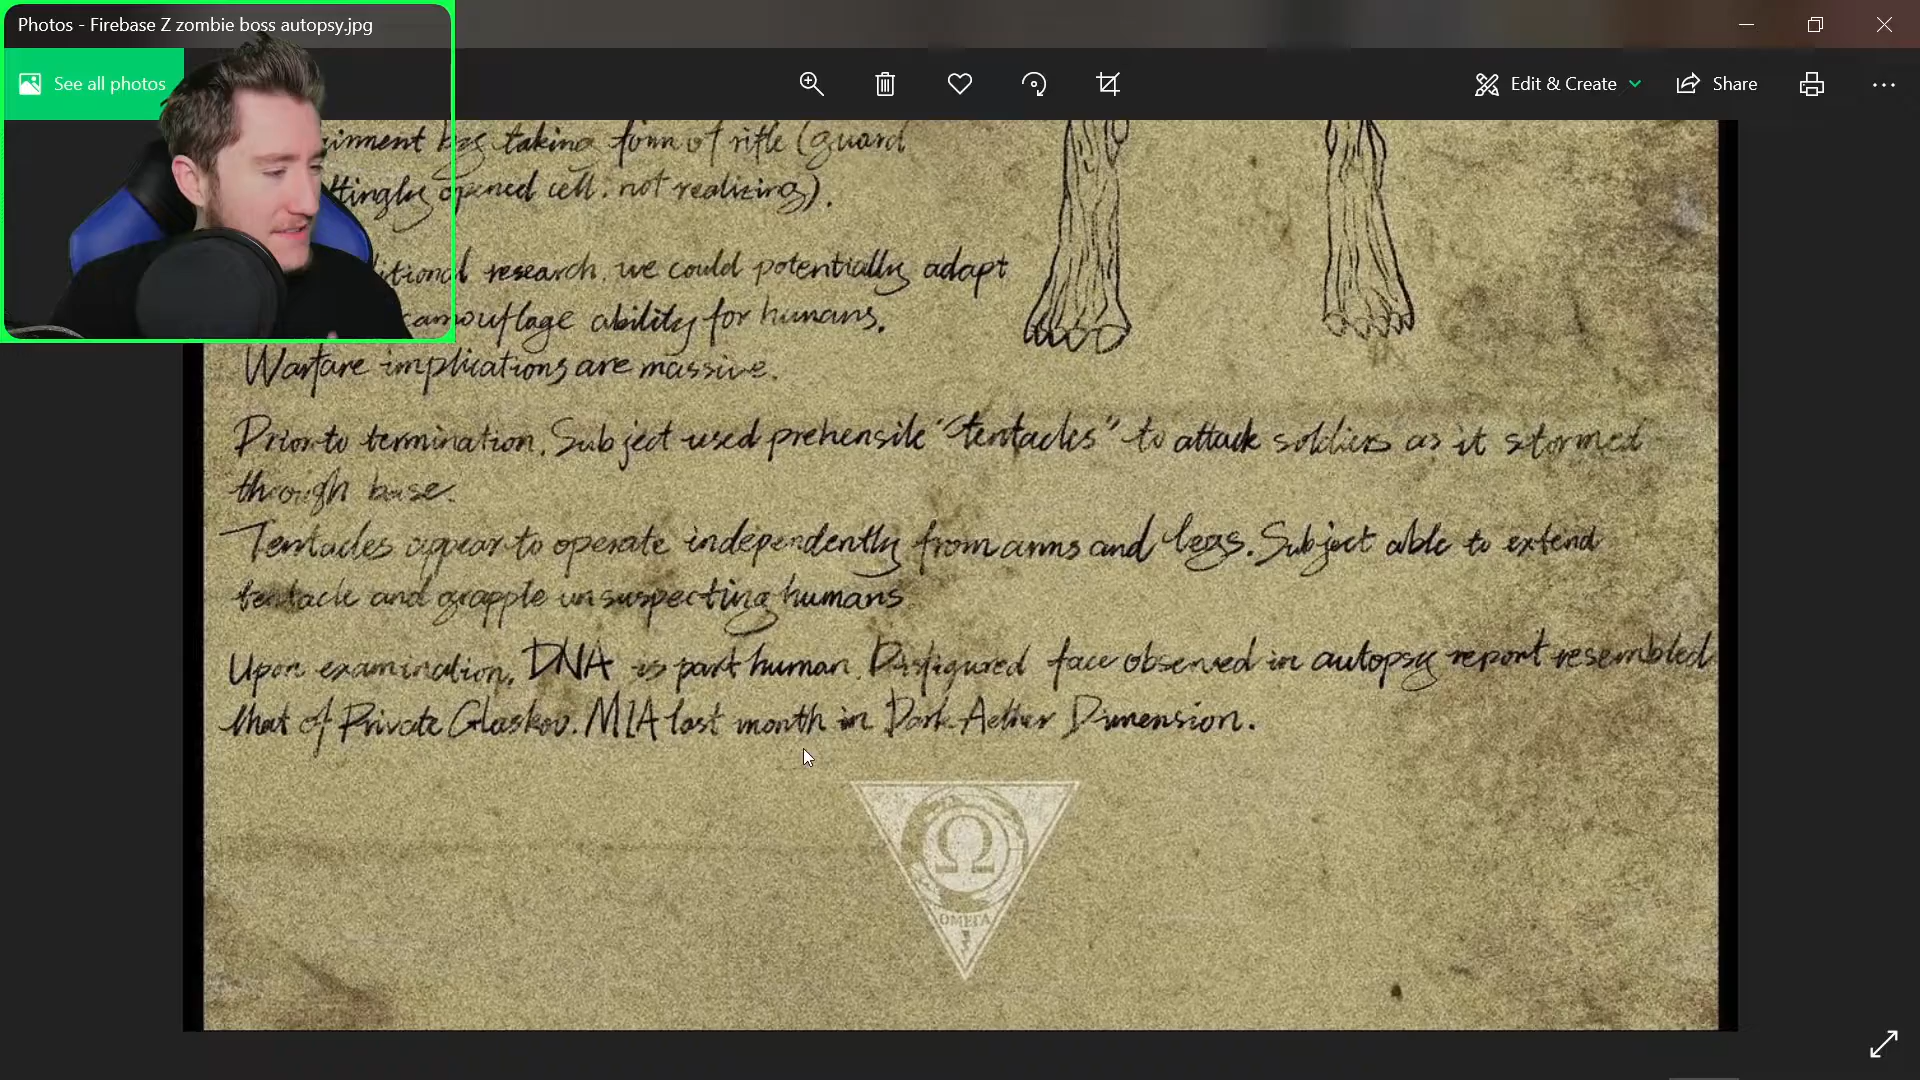 Photos - Firebase Z zombie boss autopsy.jpg
See all photos
Edit & Create
Share
taking form of rifle (guard
opened cell. not realizing).
research. we could potentially adapt
camouflage ability for humans.
Warfare implications are massive.
Prior to termination. Subject used prehensile "tentacles" to attack soldiers as it stormed
through base.
Tentacles appear to operate independently from arms and legs. Subject able to extend
tentacle and grapple unsuspecting humans
Upon examination. DNA is part human. Disfigured face observed in autopsy report resembled
that of Private Glaskov. MIA last month in Dark Aether Dimension.
Ω